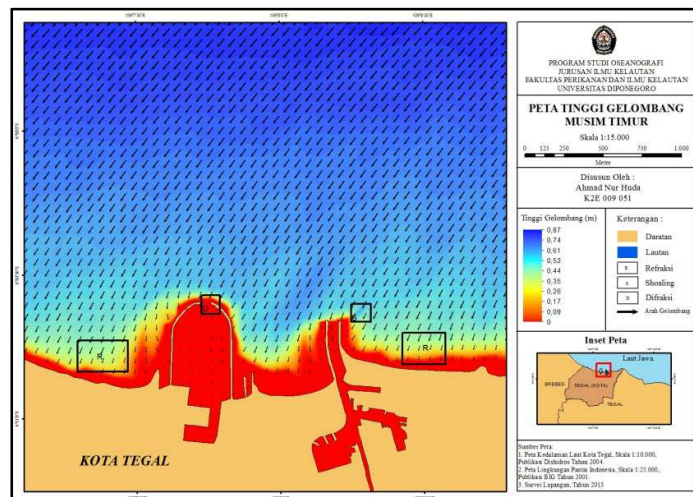 R
D
S
R
KOTA TEGAL
PROGRAM STUDI OSEANOGRAFI
JURUSAN ILMU KELAUTAN
FAKULTAS PERIKANAN DAN ILMU KELAUTAN
UNIVERSITAS DIPONEGORO
PETA TINGGI GELOMBANG
MUSIM TIMUR
Skala 1:15.000
0 125 250 500 750 1.000
Meter
Disusun Oleh :
Ahmad Nur Huda
K2E 009 051
Tinggi Gelombang (m)
0,87
0,74
0,61
0,52
0,44
0,35
0,26
0,17
0,09
0
Keterangan :
Daratan
Lautan
R Refraksi
S Shoaling
D Difraksi
Arah Gelombang
Inset Peta
Laut Jawa
BREBES
TEGAL (KOTA)
TEGAL
Sumber Peta:
1. Peta Kedalaman Laut Kota Tegal, Skala 1:10.000,
Publikasi Dishidros Tahun 2004.
2. Peta Lingkungan Pantai Indonesia, Skala 1:25.000,
Publikasi BIG Tahun 2001.
3. Survei Lapangan, Tahun 2013